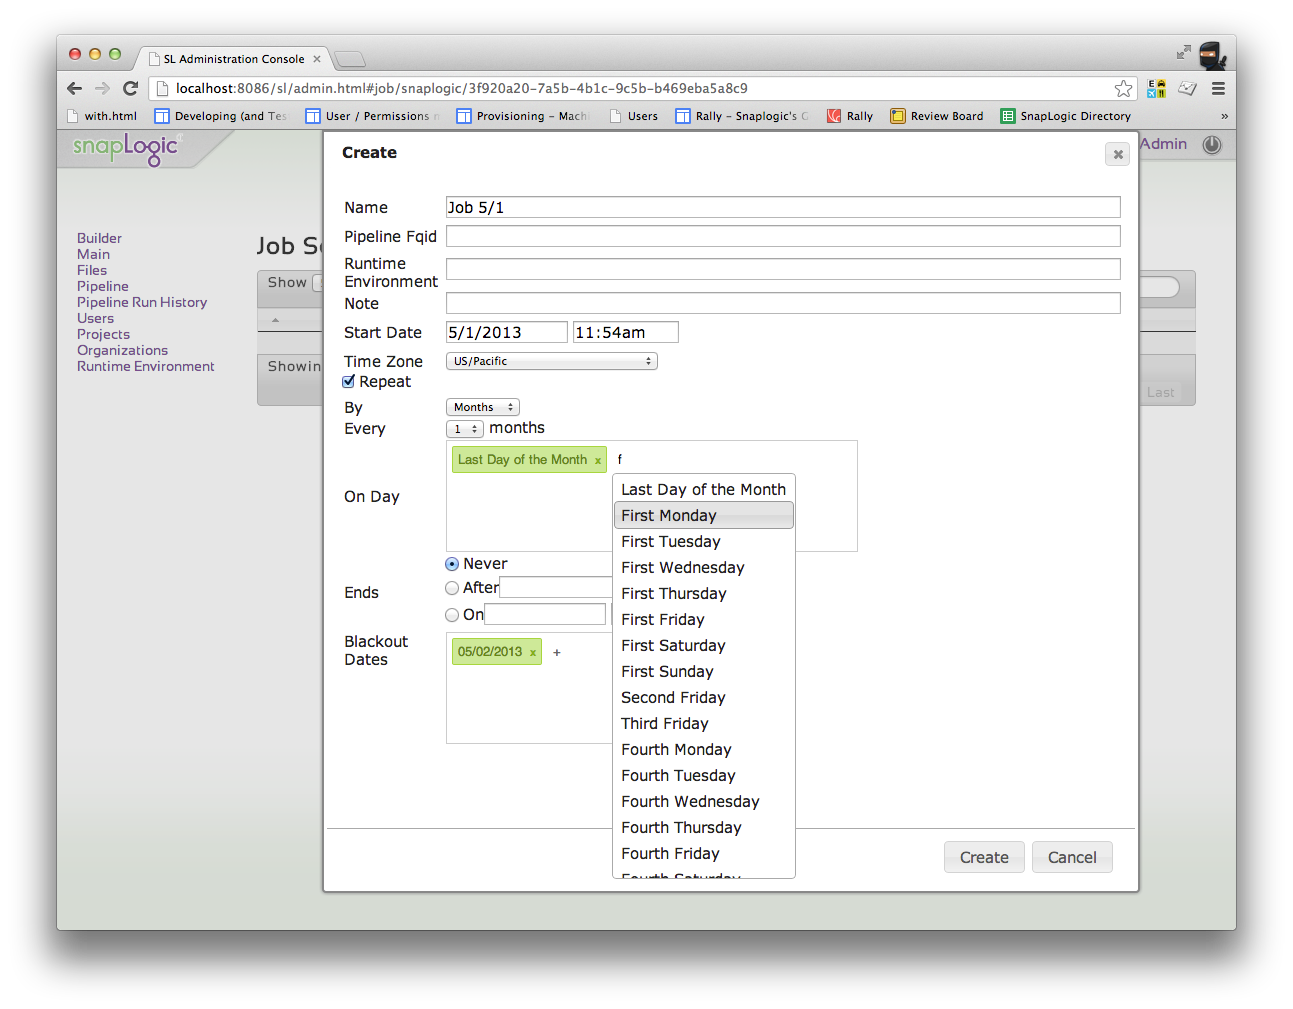 SL Administration Console
localhost:8086/sl/admin.html#job/snaplogic/3f920a20-7a5b-4b1c-9c5b-b469eba5a8c9
with.html Developing (and Tes User / Permissions Provisioning – Machi Users Rally – Snaplogic's Rally Review Board SnapLogic Directory »
snapLogic
Create
Admin
Name Job 5/1
Pipeline Fqid
Builder
Main
Files
Pipeline
Pipeline Run History
Users
Projects
Organizations
Runtime Environment
Job
Show
Showin
Last
Runtime
Environment
Note
Start Date 5/1/2013 11:54am
Time Zone US/Pacific
Repeat
By Months
Every 1 months
Last Day of the Month x f
On Day
Last Day of the Month
First Monday
First Tuesday
First Wednesday
First Thursday
First Friday
First Saturday
First Sunday
Second Friday
Third Friday
Fourth Monday
Fourth Tuesday
Fourth Wednesday
Fourth Thursday
Fourth Friday
Fourth Saturday
Ends
Never
After
On
Blackout
Dates
05/02/2013 x +
Create Cancel